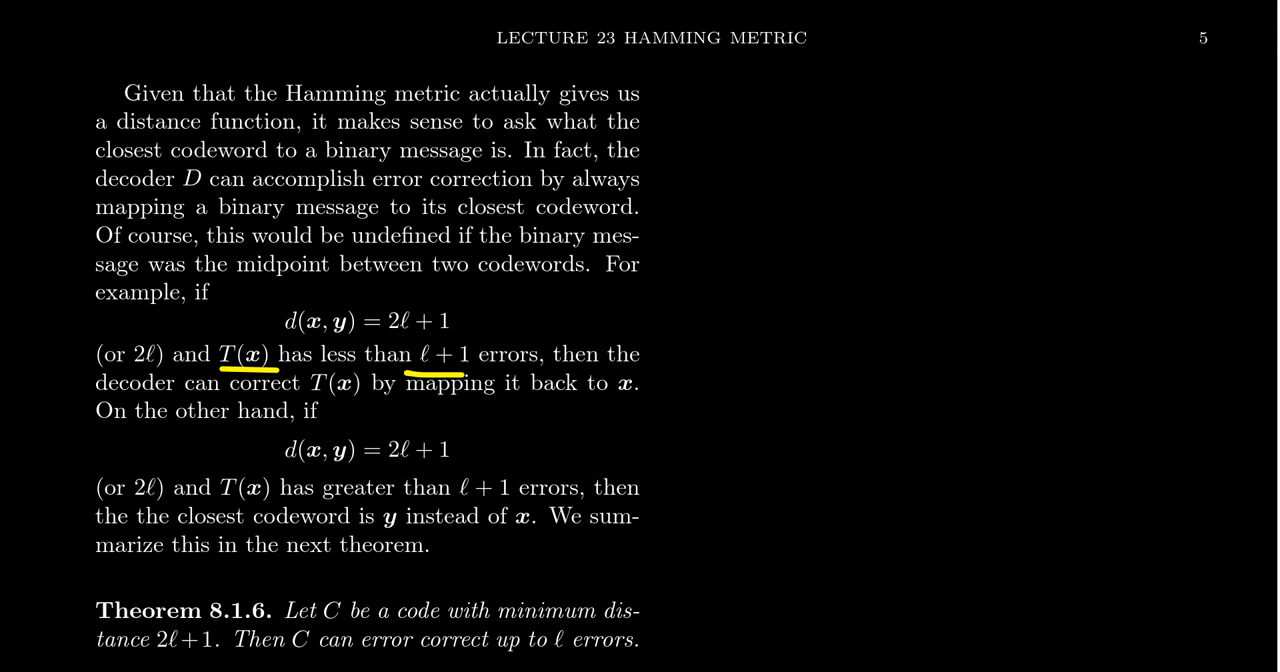 LECTURE 23 HAMMING METRIC 5
Given that the Hamming metric actually gives us
a distance function, it makes sense to ask what the
closest codeword to a binary message is. In fact, the
decoder D can accomplish error correction by always
mapping a binary message to its closest codeword.
Of course, this would be undefined if the binary mes-
sage was the midpoint between two codewords. For
example, if
d(x, y) = 2ℓ + 1
(or 2ℓ) and T(x) has less than ℓ + 1 errors, then the
decoder can correct T(x) by mapping it back to x.
On the other hand, if
d(x, y) = 2ℓ + 1
(or 2ℓ) and T(x) has greater than ℓ + 1 errors, then
the the closest codeword is y instead of x. We sum-
marize this in the next theorem.
Theorem 8.1.6. Let C be a code with minimum dis-
tance 2ℓ+1. Then C can error correct up to ℓ errors.